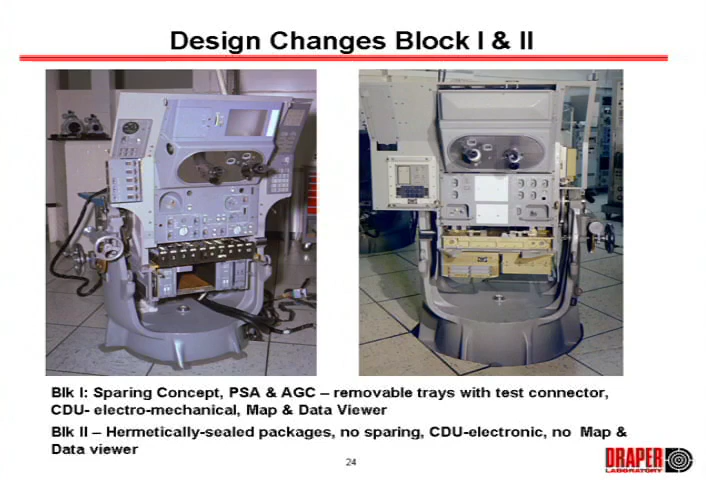 Design Changes Block I & II
Blk I: Sparing Concept, PSA & AGC – removable trays with test connector,
CDU- electro-mechanical, Map & Data Viewer
Blk II – Hermetically-sealed packages, no sparing, CDU-electronic, no Map &
Data viewer
24
DRAPER
LABORATORY